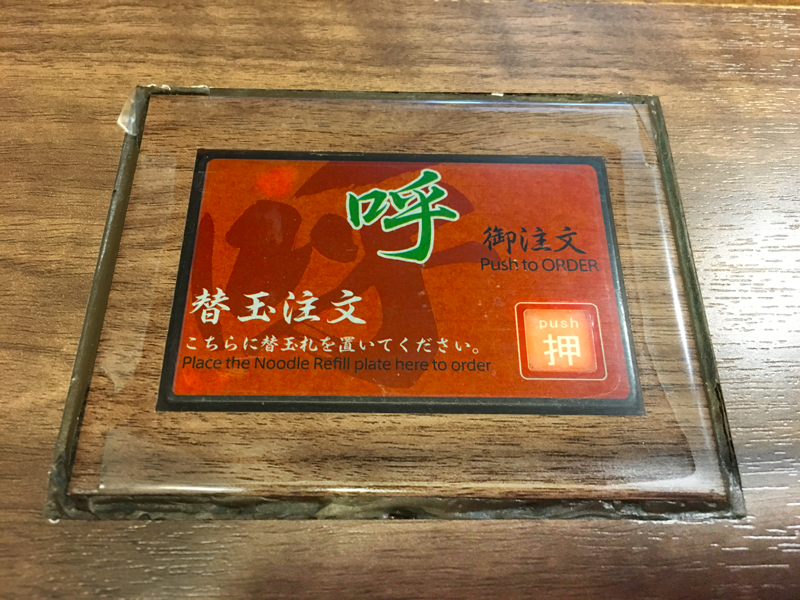 呼
御注文
Push to ORDER
替玉注文
こちらに替玉札を置いてください。
Place the Noodle Refill plate here to order
push
押